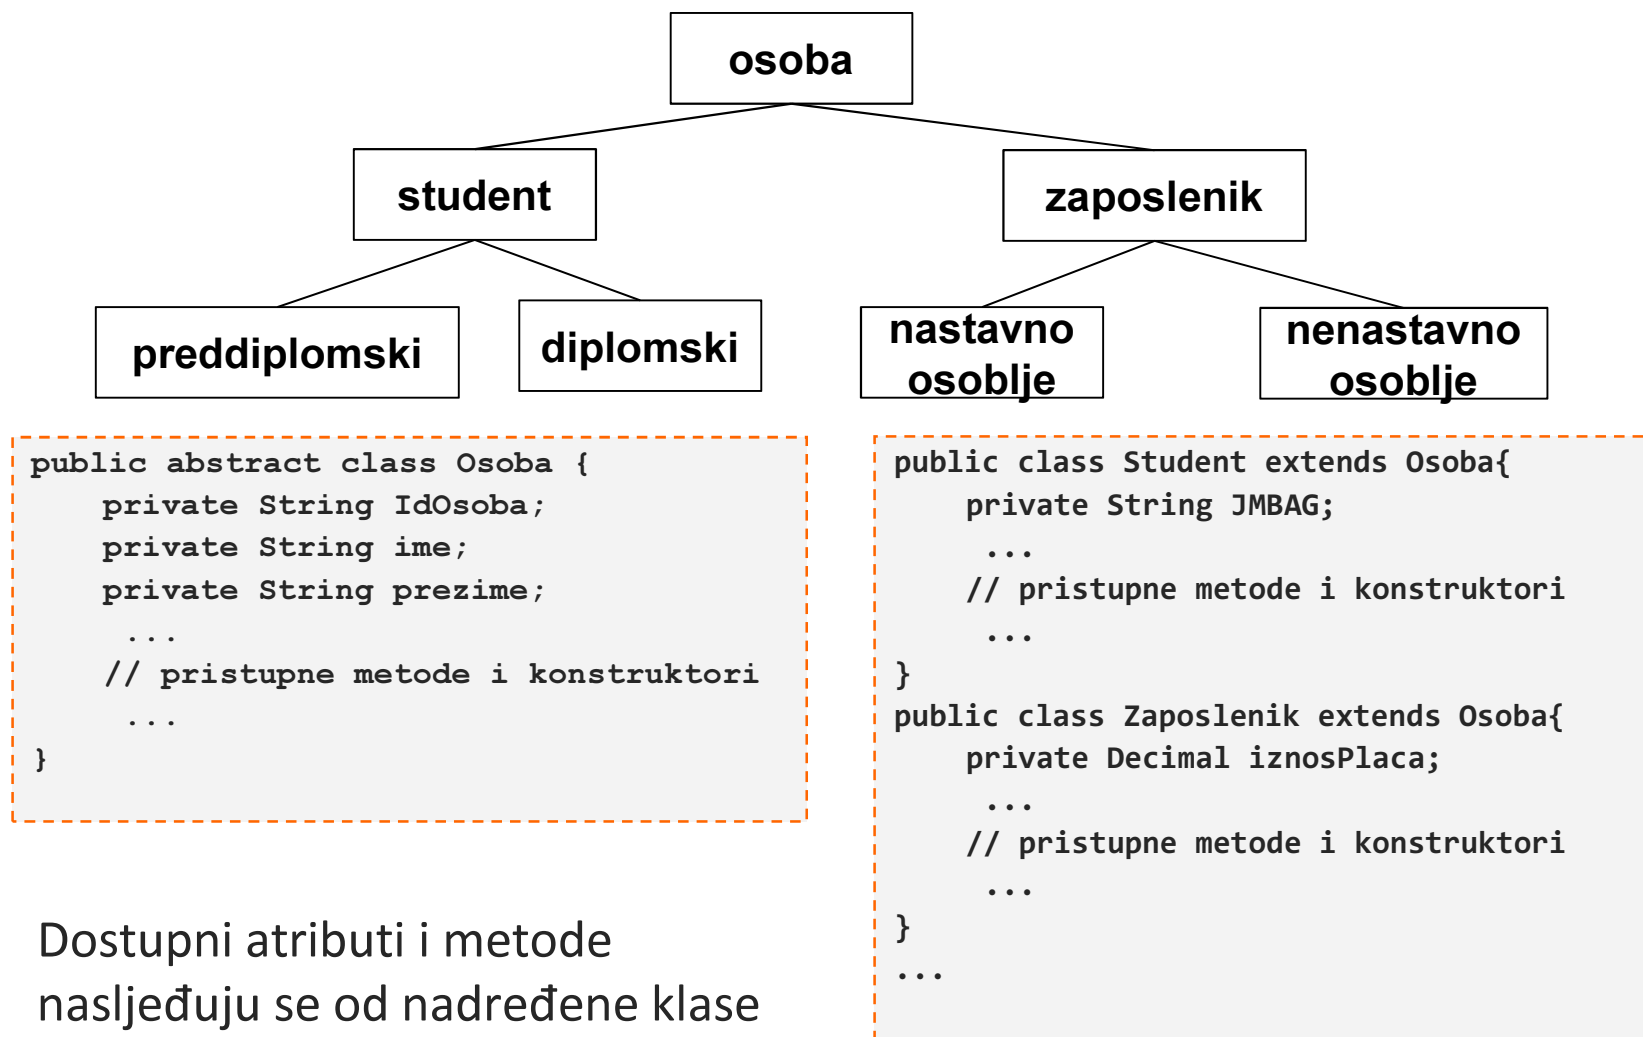 osoba
student
zaposlenik
preddiplomski
diplomski
nastavno
osoblje
nenastavno
osoblje
public abstract class Osoba {
private String IdOsoba;
private String ime;
private String prezime;
...
// pristupne metode i konstruktori
...
}
public class Student extends Osoba{
private String JMBAG;
...
// pristupne metode i konstruktori
...
}
public class Zaposlenik extends Osoba{
private Decimal iznosPlaca;
...
// pristupne metode i konstruktori
...
}
...
Dostupni atributi i metode
nasljeđuju se od nadređene klase